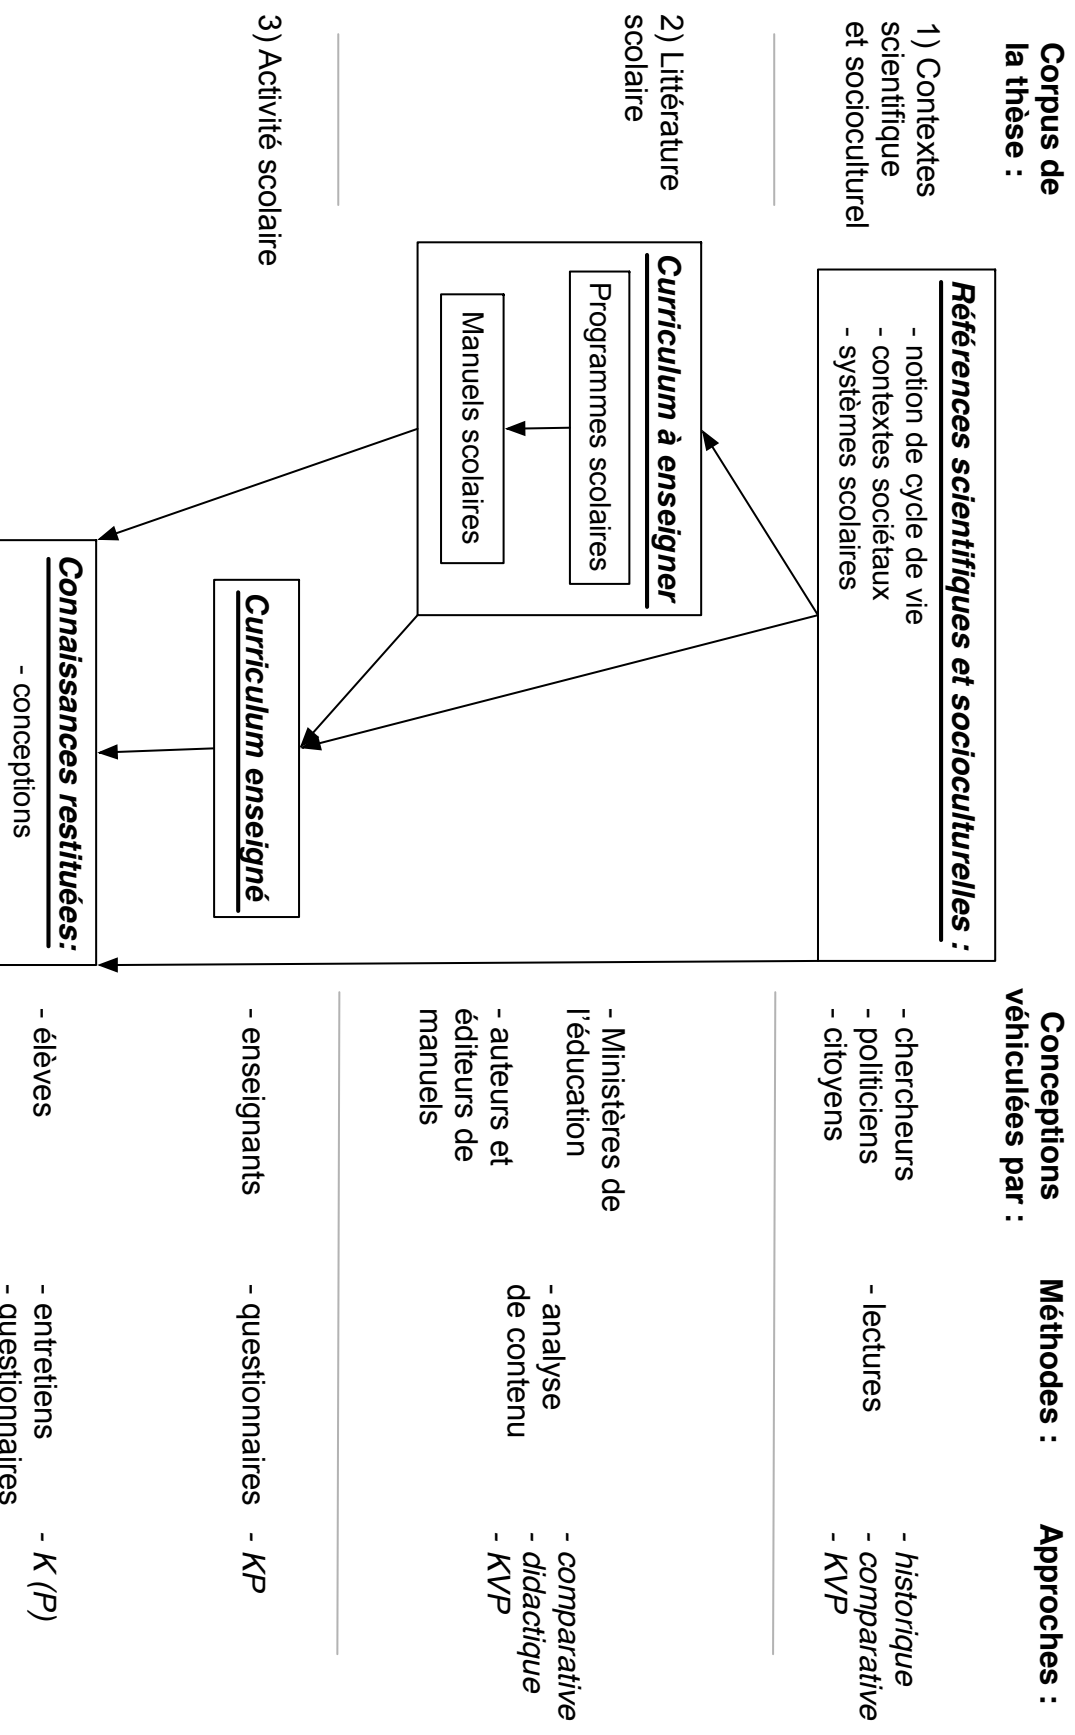 Corpus de
la thèse :
Conceptions
véhiculées par :
Méthodes :
Approches :
1) Contextes
scientifique
et socioculturel
Références scientifiques et socioculturelles :
- notion de cycle de vie
- contextes sociétaux
- systèmes scolaires
- chercheurs
- politiciens
- citoyens
- lectures
- historique
- comparative
- KVP
2) Littérature
scolaire
Curriculum à enseigner
Programmes scolaires
Manuels scolaires
- Ministères de
l'éducation
- auteurs et
éditeurs de
manuels
- analyse
de contenu
- comparative
- didactique
- KVP
3) Activité scolaire
Curriculum enseigné
- enseignants
- questionnaires
- KP
Connaissances restituées:
- conceptions
- élèves
- entretiens
- questionnaires
- K (P)